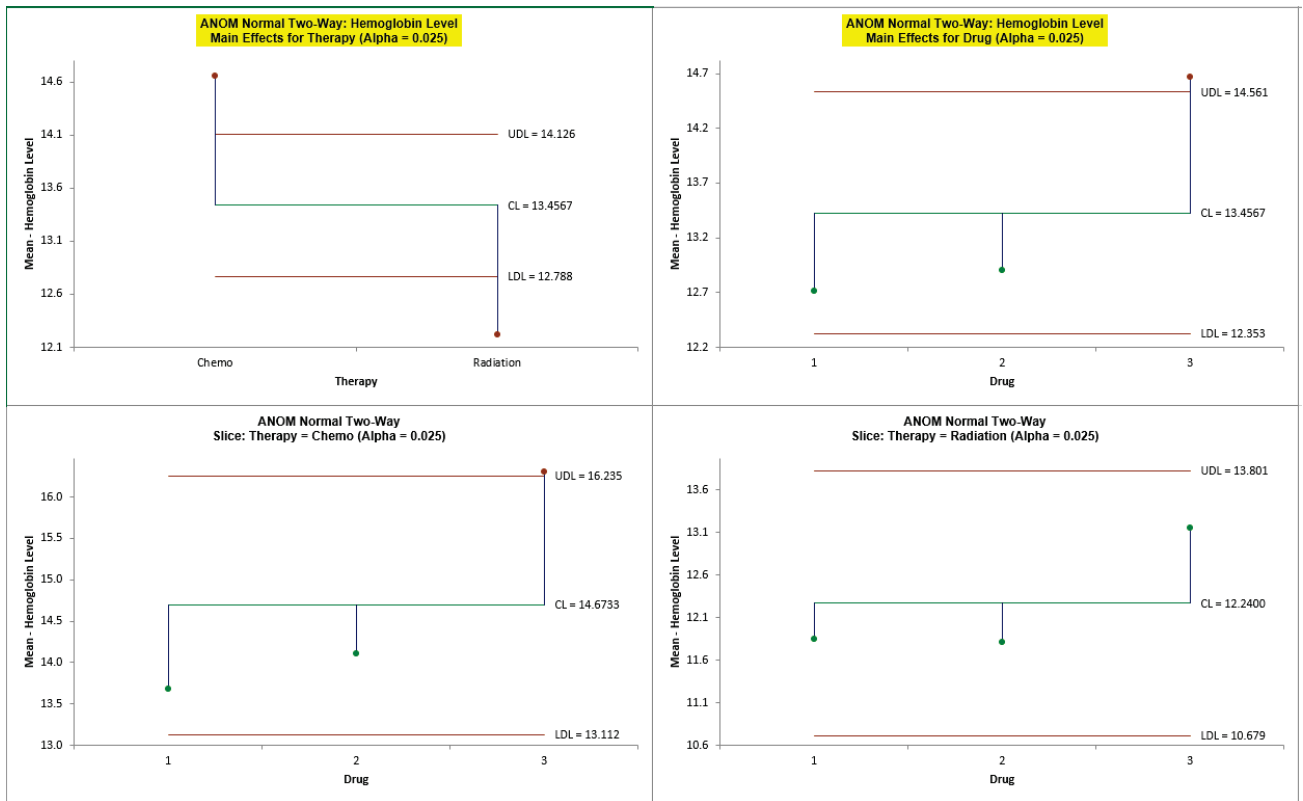 ANOM Normal Two-Way: Hemoglobin Level
Main Effects for Therapy (Alpha = 0.025)
Mean - Hemoglobin Level
14.6
14.1
13.6
13.1
12.6
12.1
UDL = 14.126
CL = 13.4567
LDL = 12.788
Chemo
Radiation
Therapy
ANOM Normal Two-Way: Hemoglobin Level
Main Effects for Drug (Alpha = 0.025)
Mean - Hemoglobin Level
14.7
14.2
13.7
13.2
12.7
12.2
UDL = 14.561
CL = 13.4567
LDL = 12.353
1
2
3
Drug
ANOM Normal Two-Way
Slice: Therapy = Chemo (Alpha = 0.025)
Mean - Hemoglobin Level
16.0
15.5
15.0
14.5
14.0
13.5
13.0
UDL = 16.235
CL = 14.6733
LDL = 13.112
1
2
3
Drug
ANOM Normal Two-Way
Slice: Therapy = Radiation (Alpha = 0.025)
Mean - Hemoglobin Level
13.6
13.1
12.6
12.1
11.6
11.1
10.6
UDL = 13.801
CL = 12.2400
LDL = 10.679
1
2
3
Drug